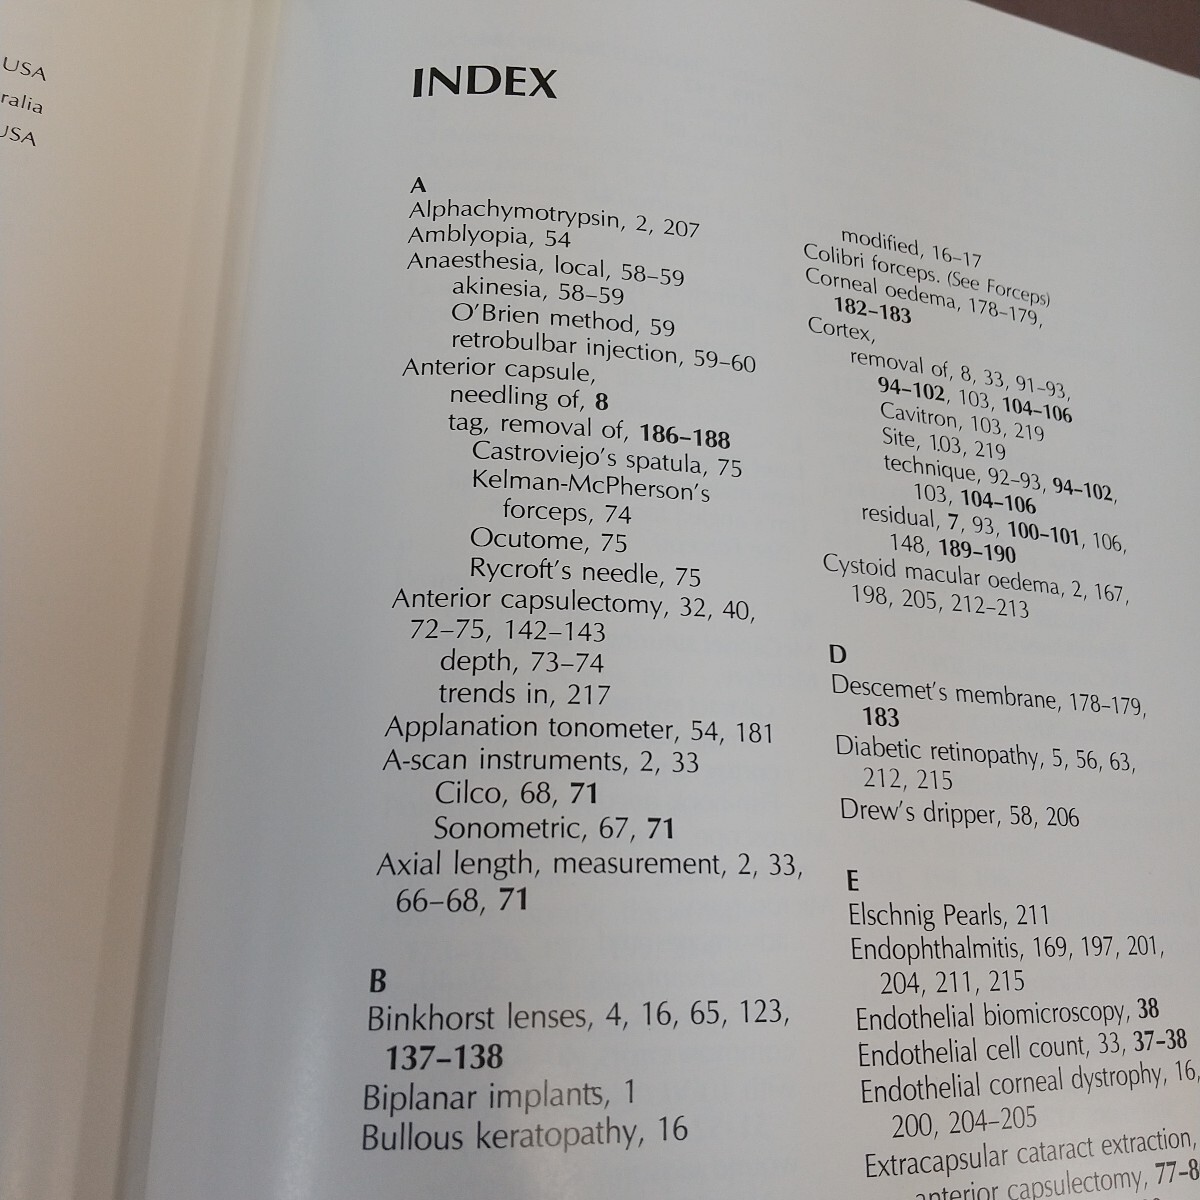 USA
ralia
USA
INDEX
A
Alphachymotrypsin, 2, 207
Amblyopia, 54
Anaesthesia, local, 58–59
akinesia, 58–59
O'Brien method, 59
retrobulbar injection, 59–60
Anterior capsule,
needling of, 8
tag, removal of, 186–188
Castroviejo's spatula, 75
Kelman-McPherson's
forceps, 74
Ocutome, 75
Rycroft's needle, 75
Anterior capsulectomy, 32, 40,
72–75, 142–143
depth, 73–74
trends in, 217
Applanation tonometer, 54, 181
A-scan instruments, 2, 33
Cilco, 68, 71
Sonometric, 67, 71
Axial length, measurement, 2, 33,
66–68, 71
B
Binkhorst lenses, 4, 16, 65, 123,
137–138
Biplanar implants, 1
Bullous keratopathy, 16
modified, 16–17
Colibri forceps. (See Forceps)
Corneal oedema, 178–179,
182–183
Cortex,
removal of, 8, 33, 91–93,
94–102, 103, 104–106
Cavitron, 103, 219
Site, 103, 219
technique, 92–93, 94–102,
103, 104–106
residual, 7, 93, 100–101, 106,
148, 189–190
Cystoid macular oedema, 2, 167,
198, 205, 212–213
D
Descemet's membrane, 178–179,
183
Diabetic retinopathy, 5, 56, 63,
212, 215
Drew's dripper, 58, 206
E
Elschnig Pearls, 211
Endophthalmitis, 169, 197, 201,
204, 211, 215
Endothelial biomicroscopy, 38
Endothelial cell count, 33, 37–38
Endothelial corneal dystrophy, 16,
200, 204–205
Extracapsular cataract extraction,
anterior capsulectomy, 77–8